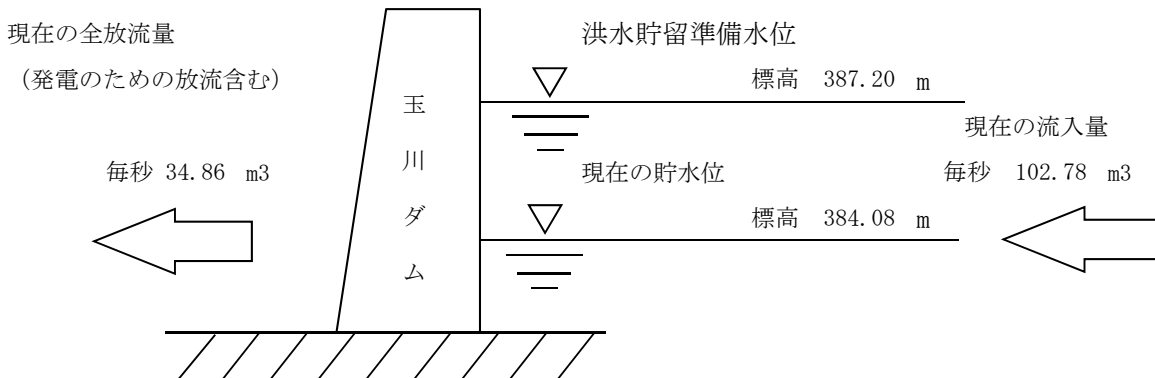 現在の全放流量
（発電のための放流含む）
毎秒 34.86 m3
玉川ダム
洪水貯留準備水位
標高 387.20 m
現在の貯水位
標高 384.08 m
現在の流入量
毎秒 102.78 m3